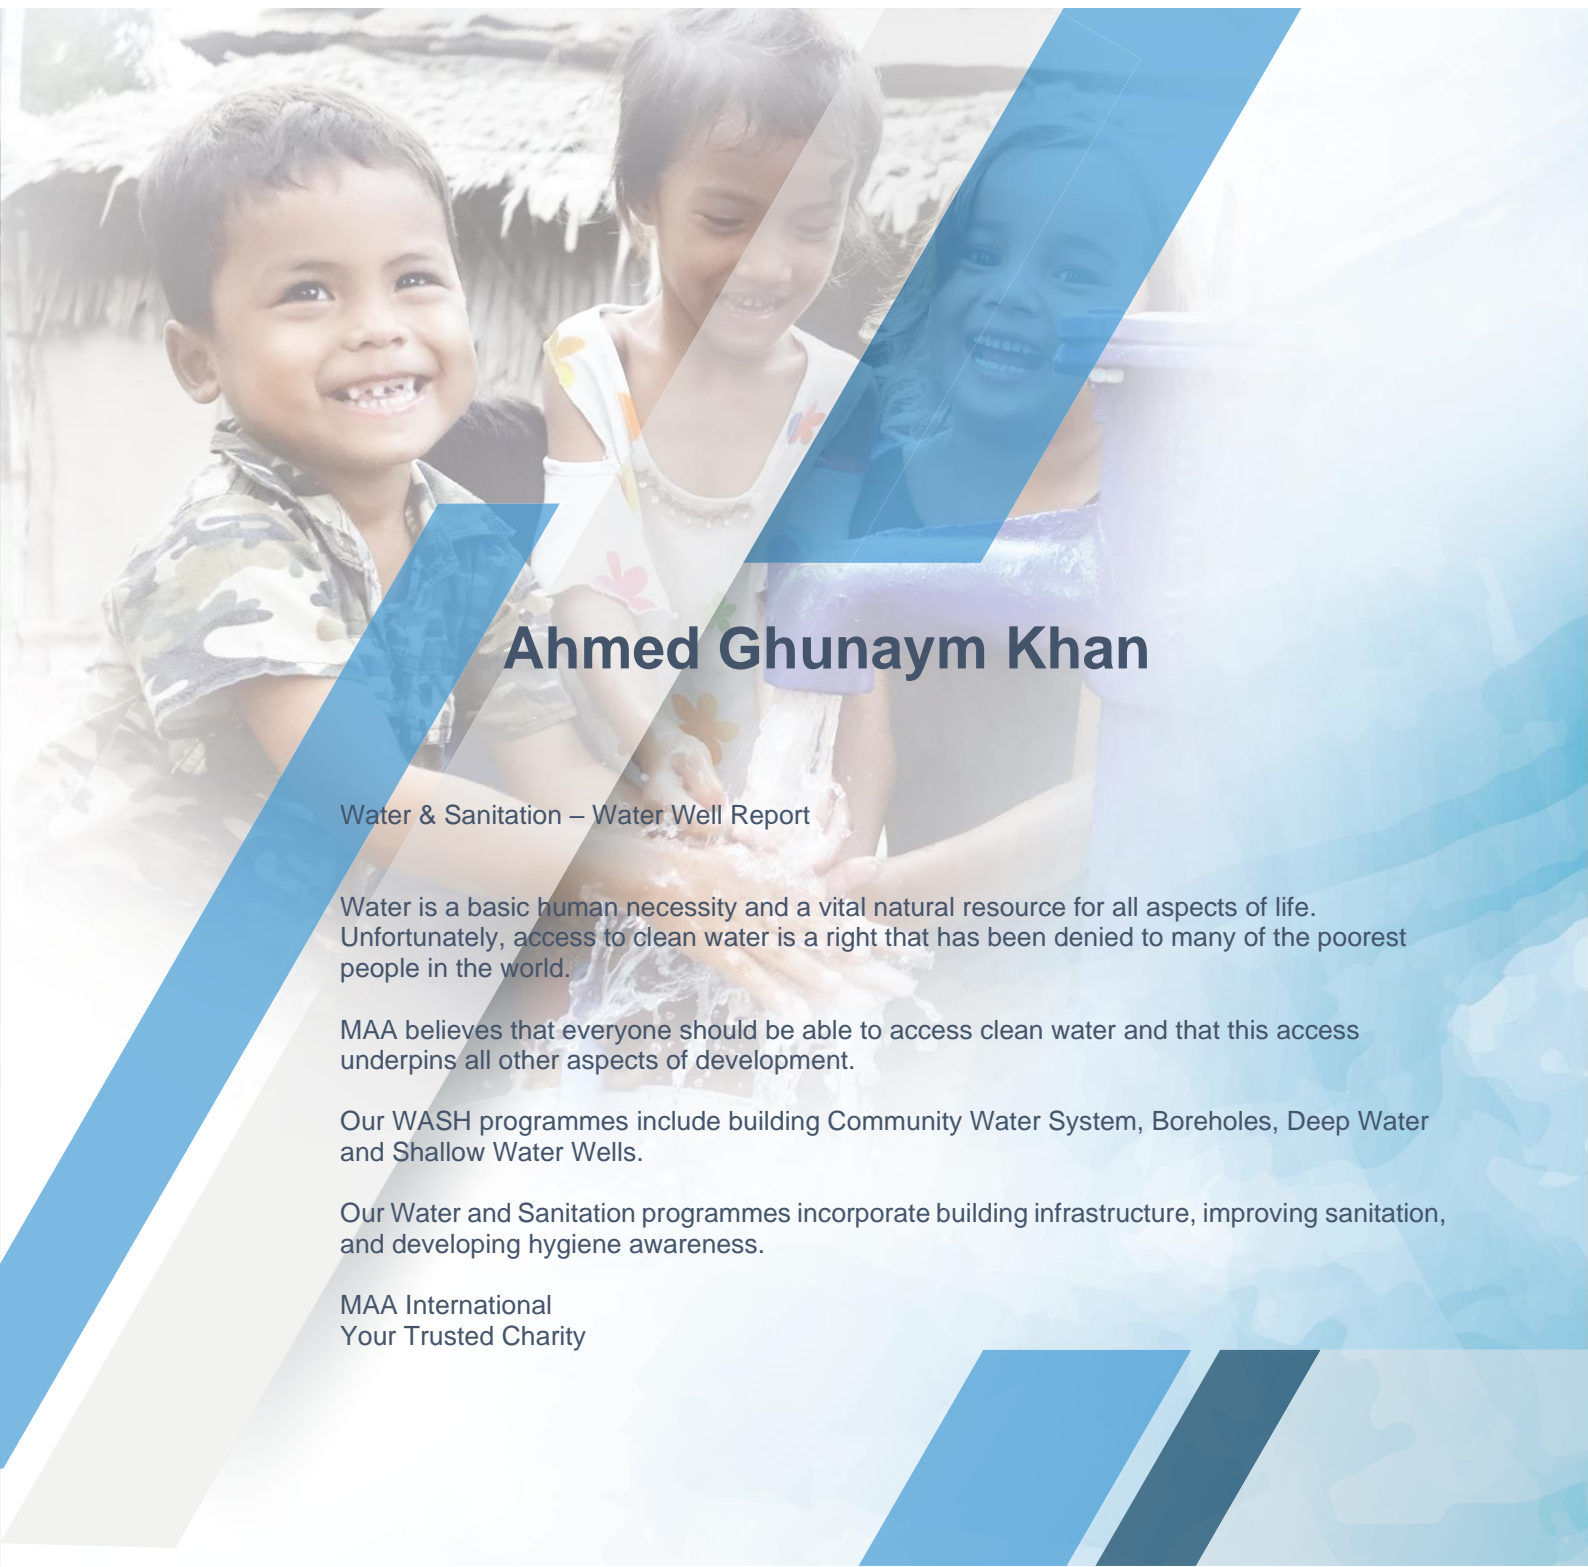 Ahmed Ghunaym Khan
Water & Sanitation – Water Well Report
Water is a basic human necessity and a vital natural resource for all aspects of life.
Unfortunately, access to clean water is a right that has been denied to many of the poorest
people in the world.
MAA believes that everyone should be able to access clean water and that this access
underpins all other aspects of development.
Our WASH programmes include building Community Water System, Boreholes, Deep Water
and Shallow Water Wells.
Our Water and Sanitation programmes incorporate building infrastructure, improving sanitation,
and developing hygiene awareness.
MAA International
Your Trusted Charity